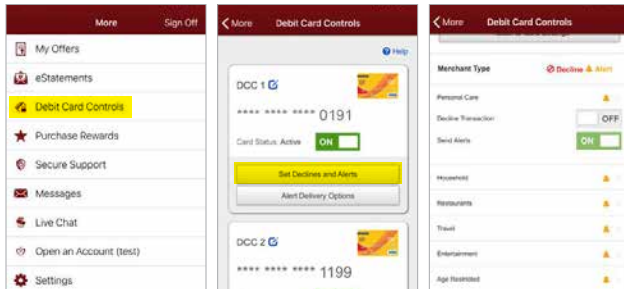 More
Sign Off
My Offers
eStatements
Debit Card Controls
Purchase Rewards
Secure Support
Messages
Live Chat
Open an Account (test)
Settings
More
Debit Card Controls
Help
DCC 1
**** **** **** 0191
Card Status: Active
ON
Set Declines and Alerts
Alert Delivery Options
DCC 2
**** **** **** 1199
More
Debit Card Controls
Merchant Type
Decline
Alert
Personal Care
Decline Transaction
OFF
Send Alerts
ON
Household
Restaurants
Travel
Entertainment
Age Restricted